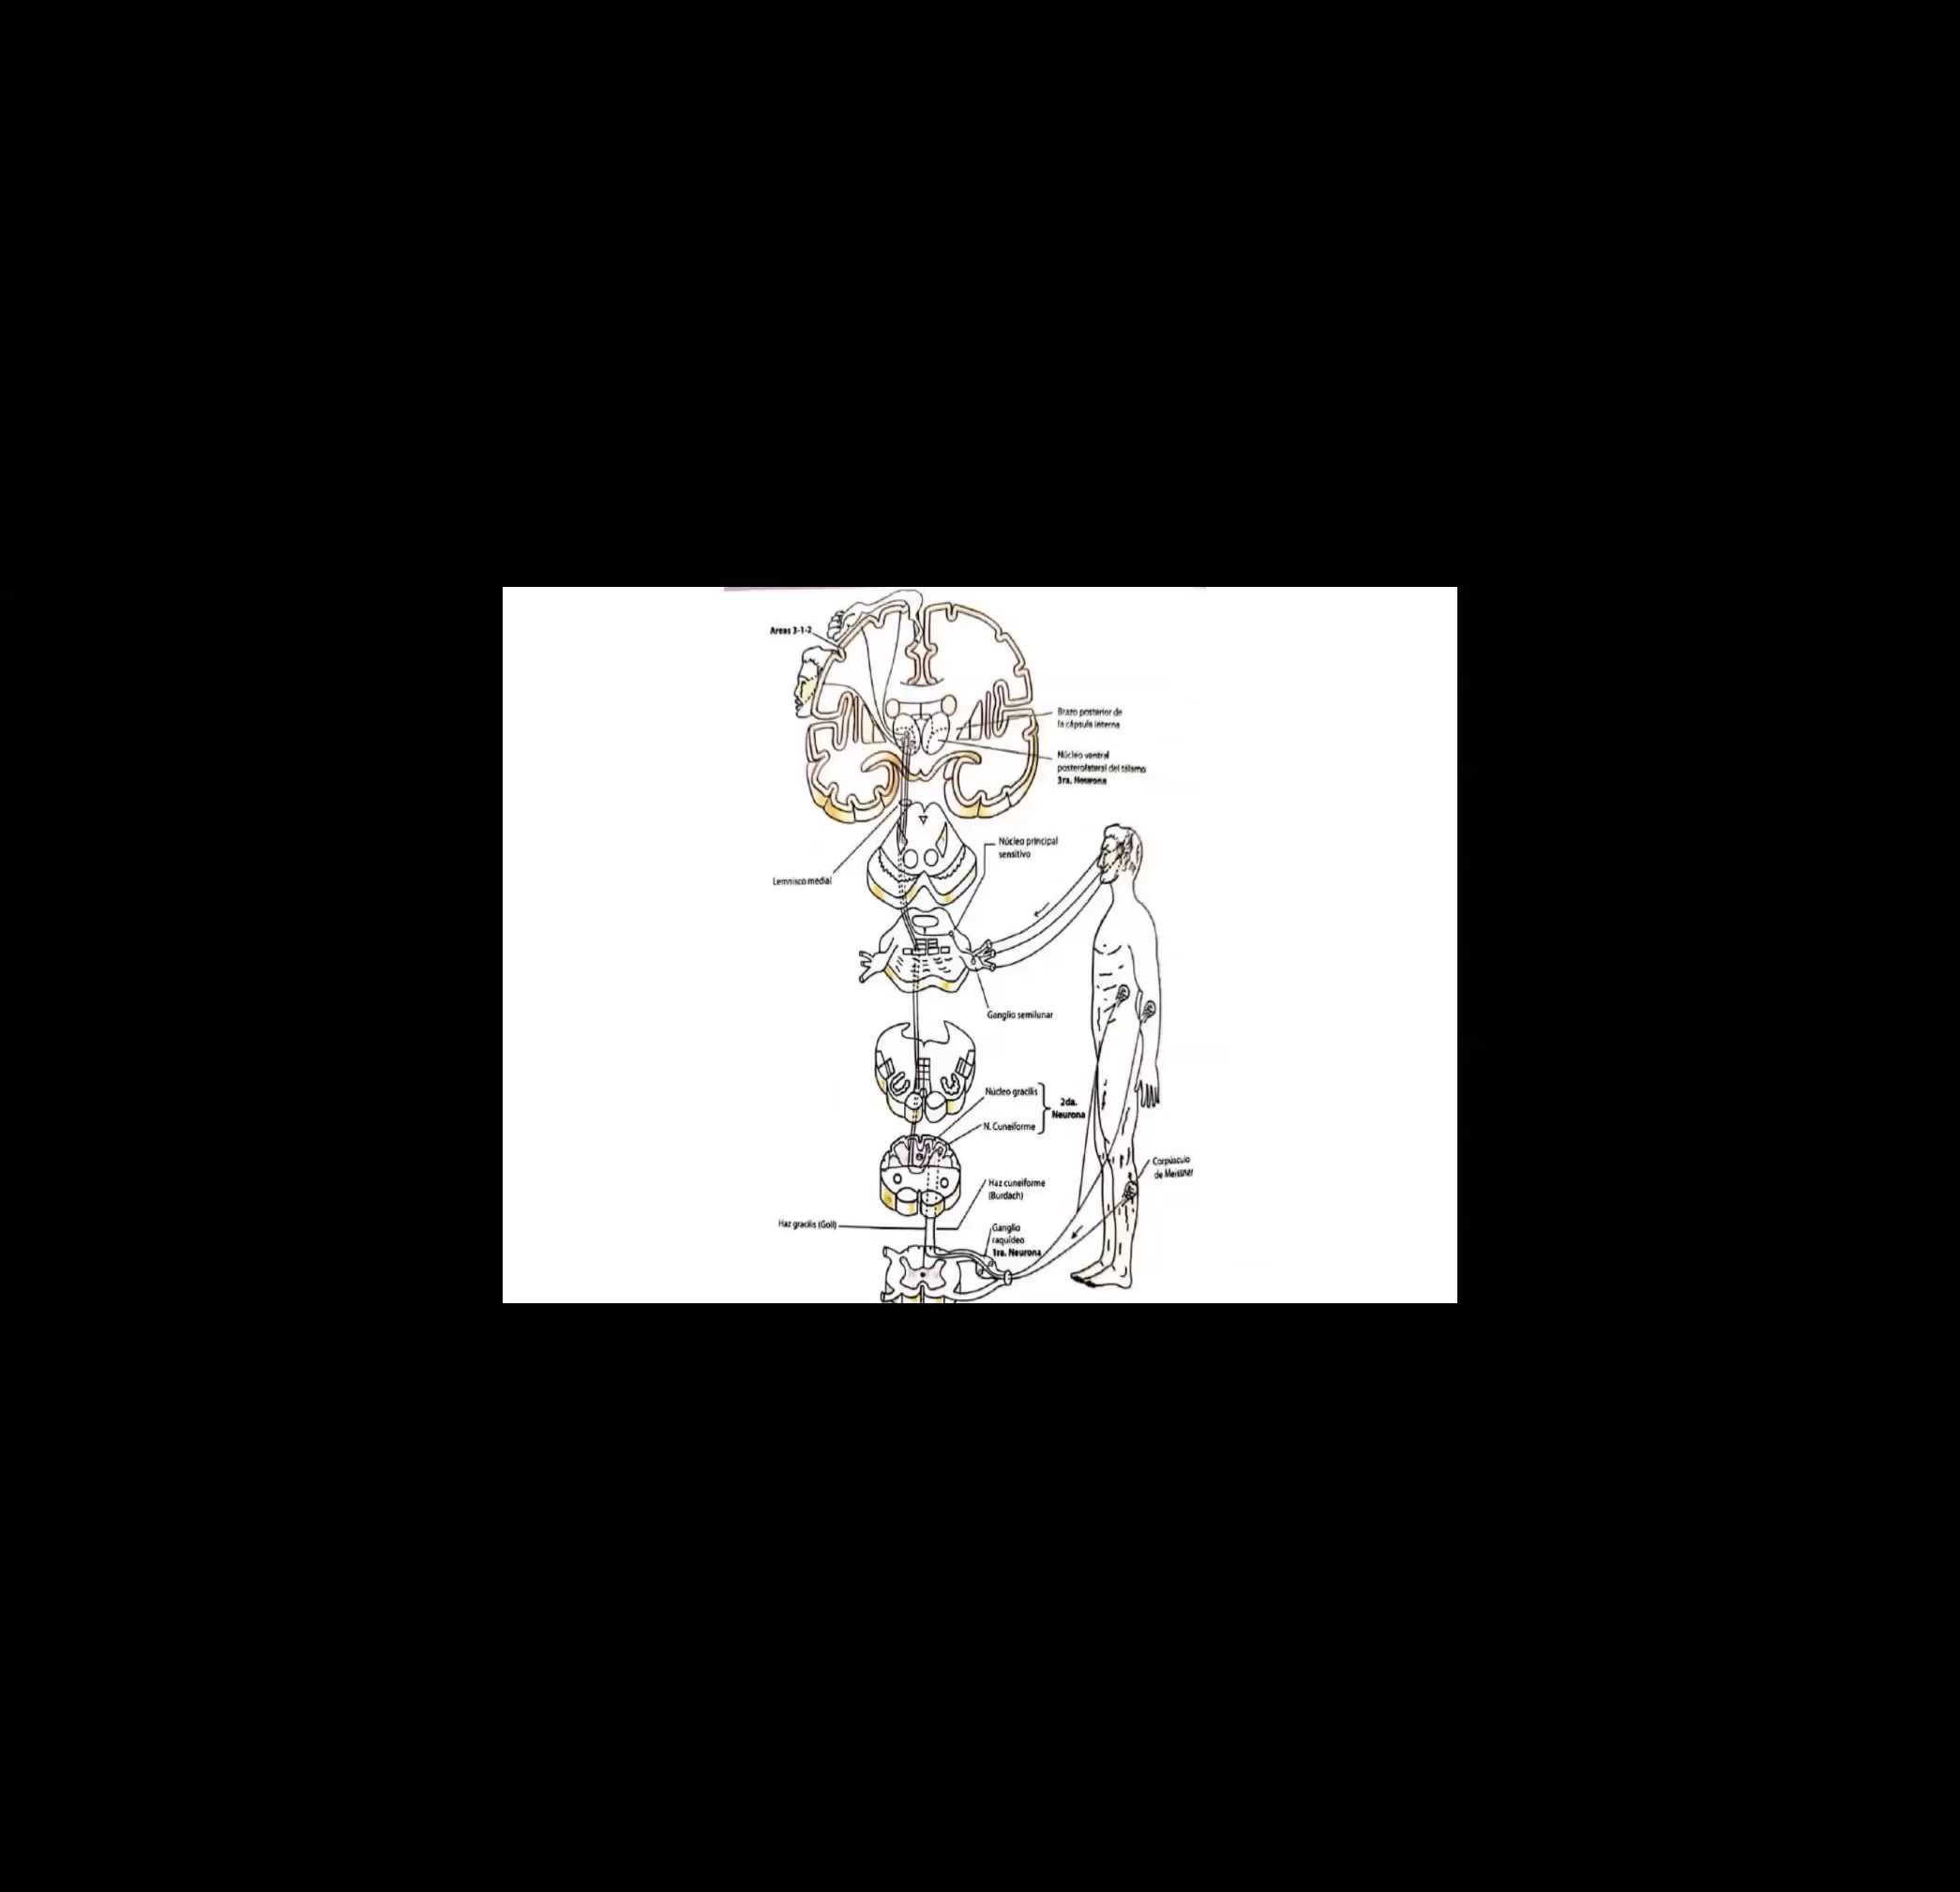 Areas 3-1-2
Brazo posterior de
la cápsula interna
Núcleo ventral
posterolateral del tálamo
3ra. Neurona
Núcleo principal
sensitivo
Lemnisco medial
Ganglio semilunar
Núcleo gracilis
2da.
Neurona
N. Cuneiforme
Corpúsculo
de Meissner
Haz cuneiforme
(Burdach)
Haz gracilis (Goll)
Ganglio
raquídeo
1ra. Neurona